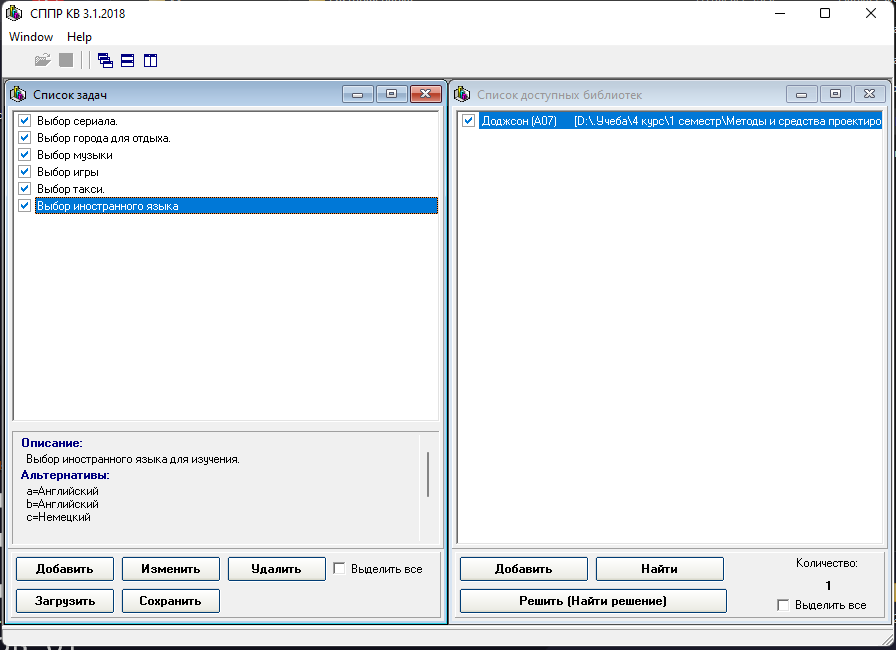 СППР КВ 3.1.2018
Window Help
Список задач
Выбор сериала.
Выбор города для отдыха.
Выбор музыки
Выбор игры
Выбор такси.
Выбор иностранного языка
Описание:
Выбор иностранного языка для изучения.
Альтернативы:
a=Английский
b=Английский
c=Немецкий
Добавить Изменить Удалить Выделить все
Загрузить Сохранить
Список доступных библиотек
Доджсон (A07) [D:\.Учеба\4 курс\1 семестр\Методы и средства проектиро
Добавить Найти
Решить (Найти решение)
Количество:
1
Выделить все